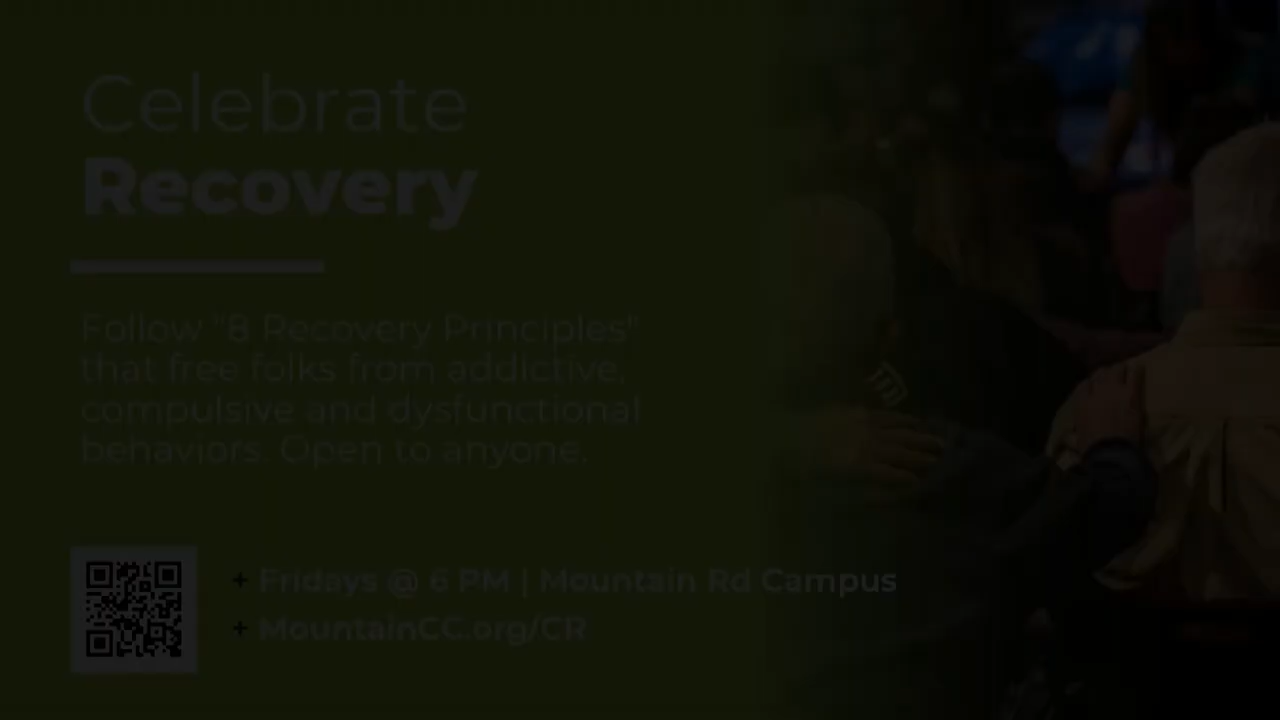 Celebrate
Recovery
Follow "8 Recovery Principles"
that free folks from addictive,
compulsive and dysfunctional
behaviors. Open to anyone.
+ Fridays @ 6 PM | Mountain Rd Campus
+ MountainCC.org/CR